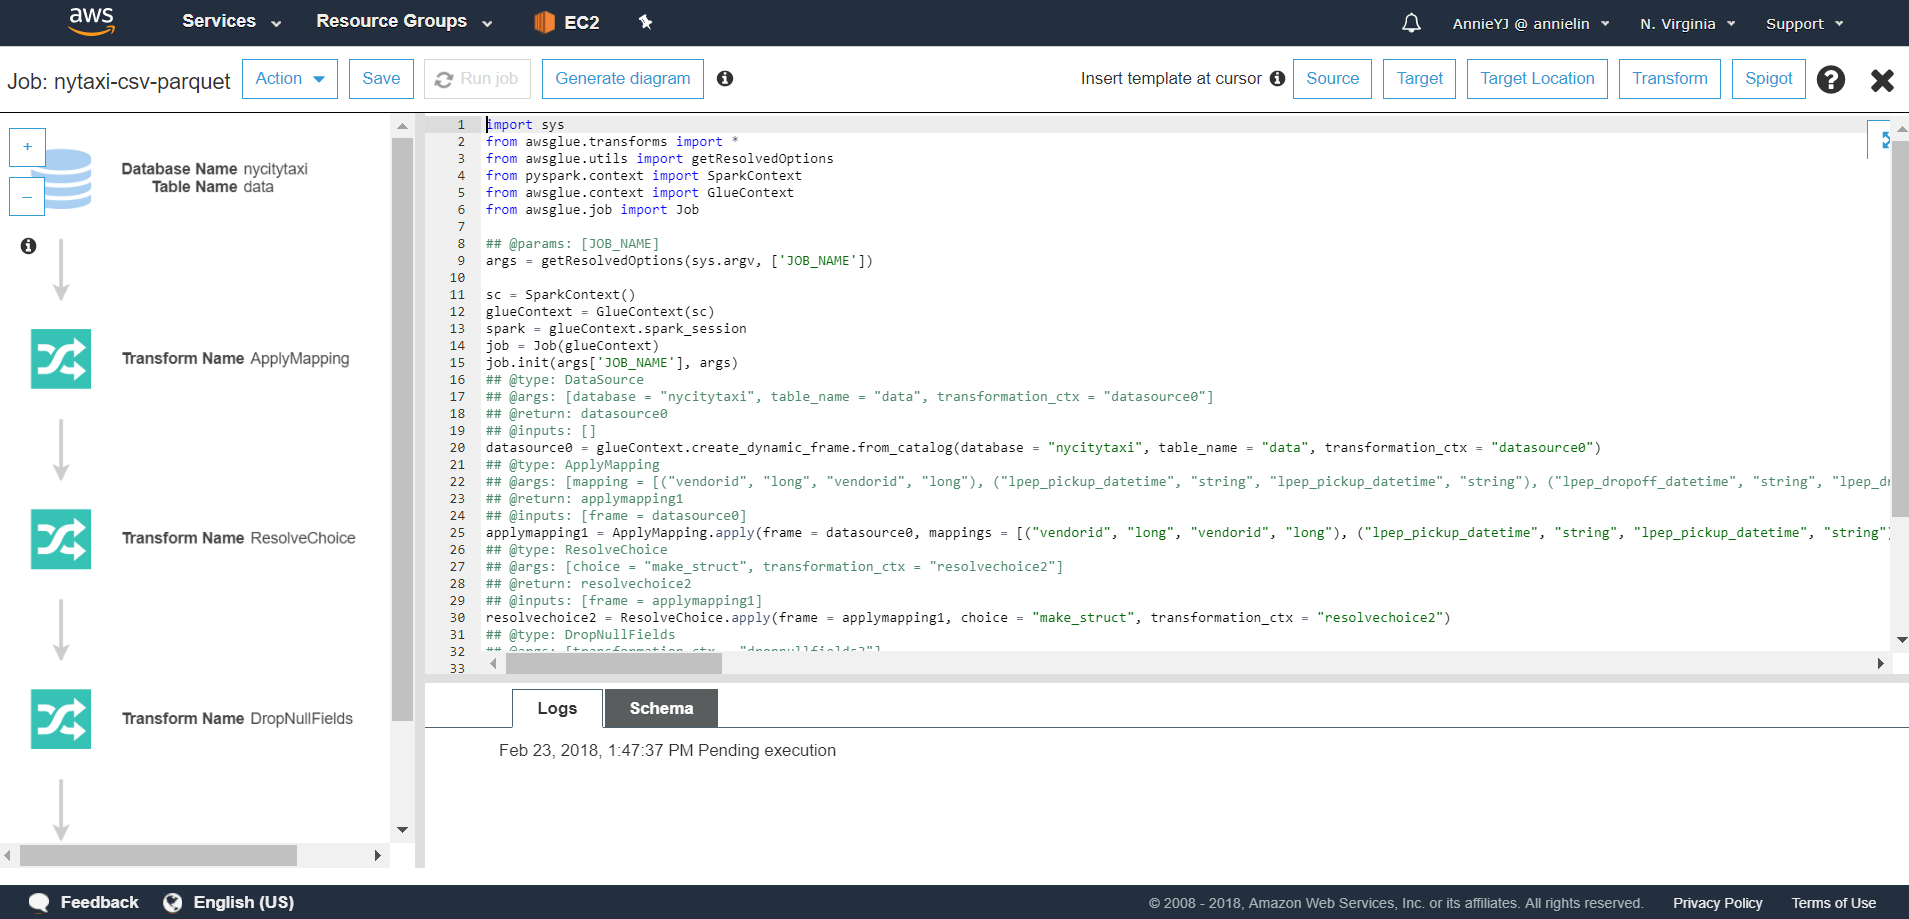 aws Services Resource Groups EC2 AnnieYJ @ annielin N. Virginia Support
Job: nytaxi-csv-parquet Action Save Run job Generate diagram Insert template at cursor Source Target Target Location Transform Spigot
Database Name nycitytaxi
Table Name data
Transform Name ApplyMapping
Transform Name ResolveChoice
Transform Name DropNullFields
1 import sys
2 from awsglue.transforms import *
3 from awsglue.utils import getResolvedOptions
4 from pyspark.context import SparkContext
5 from awsglue.context import GlueContext
6 from awsglue.job import Job
7
8 ## @params: [JOB_NAME]
9 args = getResolvedOptions(sys.argv, ['JOB_NAME'])
10
11 sc = SparkContext()
12 glueContext = GlueContext(sc)
13 spark = glueContext.spark_session
14 job = Job(glueContext)
15 job.init(args['JOB_NAME'], args)
16 ## @type: DataSource
17 ## @args: [database = "nycitytaxi", table_name = "data", transformation_ctx = "datasource0"]
18 ## @return: datasource0
19 ## @inputs: []
20 datasource0 = glueContext.create_dynamic_frame.from_catalog(database = "nycitytaxi", table_name = "data", transformation_ctx = "datasource0")
21 ## @type: ApplyMapping
22 ## @args: [mapping = [("vendorid", "long", "vendorid", "long"), ("lpep_pickup_datetime", "string", "lpep_pickup_datetime", "string"), ("lpep_dropoff_datetime", "string", "lpep_d
23 ## @return: applymapping1
24 ## @inputs: [frame = datasource0]
25 applymapping1 = ApplyMapping.apply(frame = datasource0, mappings = [("vendorid", "long", "vendorid", "long"), ("lpep_pickup_datetime", "string", "lpep_pickup_datetime", "string")
26 ## @type: ResolveChoice
27 ## @args: [choice = "make_struct", transformation_ctx = "resolvechoice2"]
28 ## @return: resolvechoice2
29 ## @inputs: [frame = applymapping1]
30 resolvechoice2 = ResolveChoice.apply(frame = applymapping1, choice = "make_struct", transformation_ctx = "resolvechoice2")
31 ## @type: DropNullFields
32 ## @args: [transformation_ctx = "dropnullfields3"]
33
Logs Schema
Feb 23, 2018, 1:47:37 PM Pending execution
Feedback English (US) © 2008 - 2018, Amazon Web Services, Inc. or its affiliates. All rights reserved. Privacy Policy Terms of Use